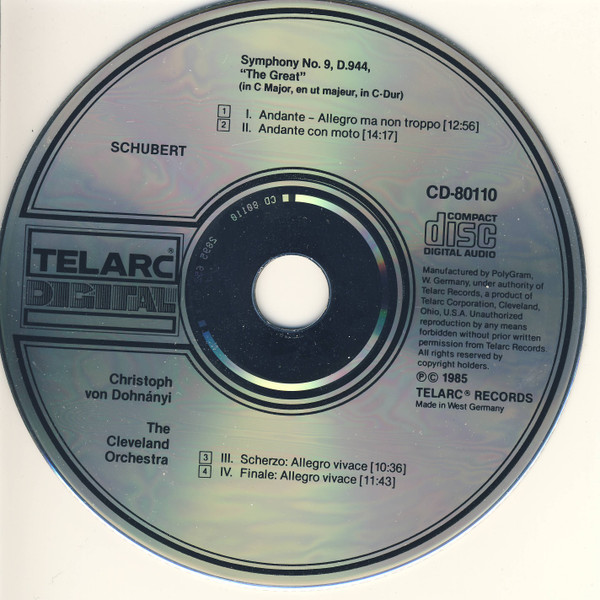 Symphony No. 9, D.944,
"The Great"
(in C Major, en ut majeur, in C-Dur)
1 I. Andante – Allegro ma non troppo [12:56]
2 II. Andante con moto [14:17]
SCHUBERT
CD-80110
COMPACT
disc
DIGITAL AUDIO
CD 80110
TELARC®
DIGITAL
Manufactured by PolyGram,
W. Germany, under authority of
Telarc Records, a product of
Telarc Corporation, Cleveland,
Ohio, U.S.A. Unauthorized
reproduction by any means
forbidden without prior written
permission from Telarc Records.
All rights reserved by
copyright holders.
℗© 1985
TELARC® RECORDS
Made in West Germany
Christoph
von Dohnányi
The
Cleveland
Orchestra
3 III. Scherzo: Allegro vivace [10:36]
4 IV. Finale: Allegro vivace [11:43]